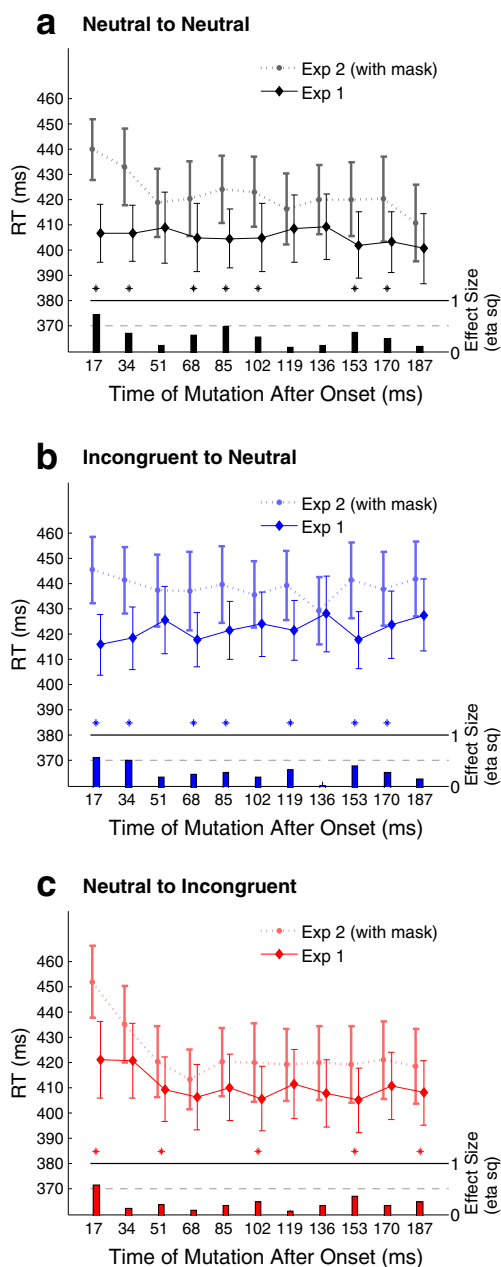 a Neutral to Neutral
Exp 2 (with mask)
Exp 1
460
450
440
430
420
410
400
390
380
370
RT (ms)
* * * * * * *
1
0
Effect Size
(eta sq)
17 34 51 68 85 102 119 136 153 170 187
Time of Mutation After Onset (ms)
b Incongruent to Neutral
Exp 2 (with mask)
Exp 1
460
450
440
430
420
410
400
390
380
370
RT (ms)
* * * * * * *
1
0
Effect Size
(eta sq)
17 34 51 68 85 102 119 136 153 170 187
Time of Mutation After Onset (ms)
c Neutral to Incongruent
Exp 2 (with mask)
Exp 1
460
450
440
430
420
410
400
390
380
370
RT (ms)
* * * * *
1
0
Effect Size
(eta sq)
17 34 51 68 85 102 119 136 153 170 187
Time of Mutation After Onset (ms)